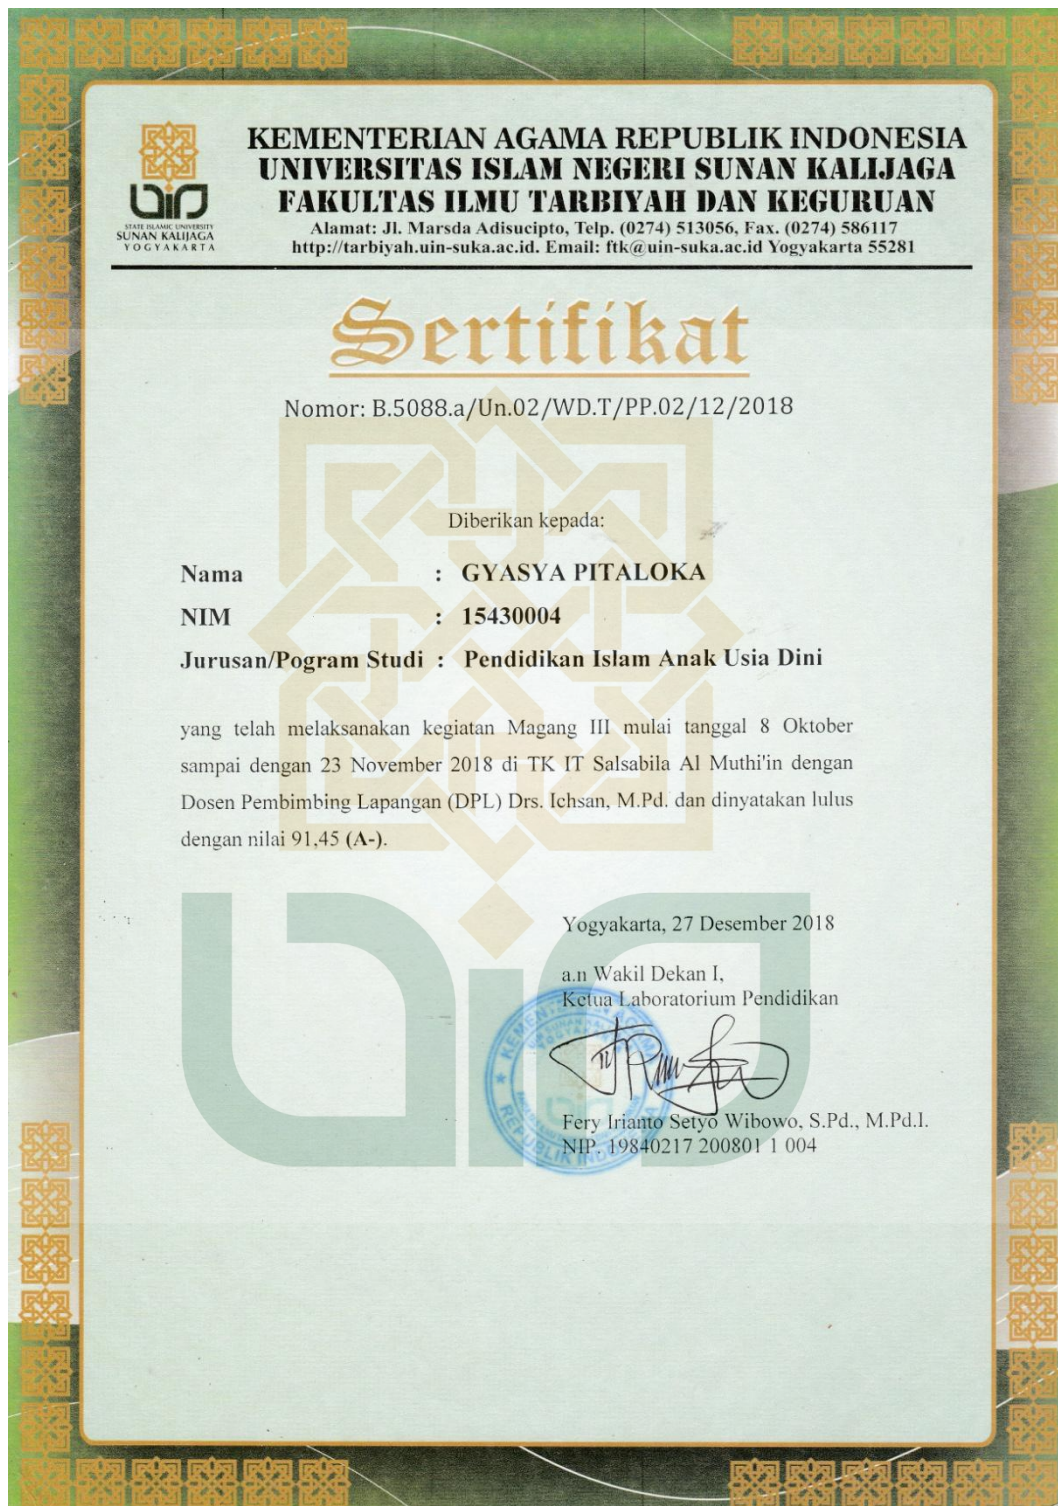 KEMENTERIAN AGAMA REPUBLIK INDONESIA
UNIVERSITAS ISLAM NEGERI SUNAN KALIJAGA
FAKULTAS ILMU TARBIYAH DAN KEGURUAN
Alamat: Jl. Marsda Adisucipto, Telp. (0274) 513056, Fax. (0274) 586117
http://tarbiyah.uin-suka.ac.id. Email: ftk@uin-suka.ac.id Yogyakarta 55281
uin
STATE ISLAMIC UNIVERSITY
SUNAN KALIJAGA
YOGYAKARTA
Sertifikat
Nomor: B.5088.a/Un.02/WD.T/PP.02/12/2018
Diberikan kepada:
Nama : GYASYA PITALOKA
NIM : 15430004
Jurusan/Pogram Studi : Pendidikan Islam Anak Usia Dini
yang telah melaksanakan kegiatan Magang III mulai tanggal 8 Oktober
sampai dengan 23 November 2018 di TK IT Salsabila Al Muthi'in dengan
Dosen Pembimbing Lapangan (DPL) Drs. Ichsan, M.Pd. dan dinyatakan lulus
dengan nilai 91,45 (A-).
uin
Yogyakarta, 27 Desember 2018
a.n Wakil Dekan I,
Ketua Laboratorium Pendidikan
KEMENTERIAN AGAMA
REPUBLIK INDONESIA
Fery Irianto Setyo Wibowo, S.Pd., M.Pd.I.
NIP. 19840217 200801 1 004